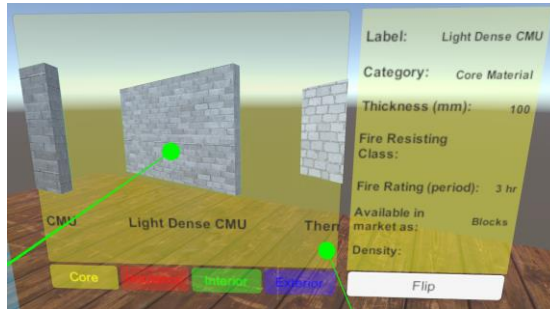 CMU
Light Dense CMU
Ther
Core
Interior
Exterior
Label: Light Dense CMU
Category: Core Material
Thickness (mm): 100
Fire Resisting
Class:
Fire Rating (period): 3 hr
Available in
market as: Blocks
Density:
Flip